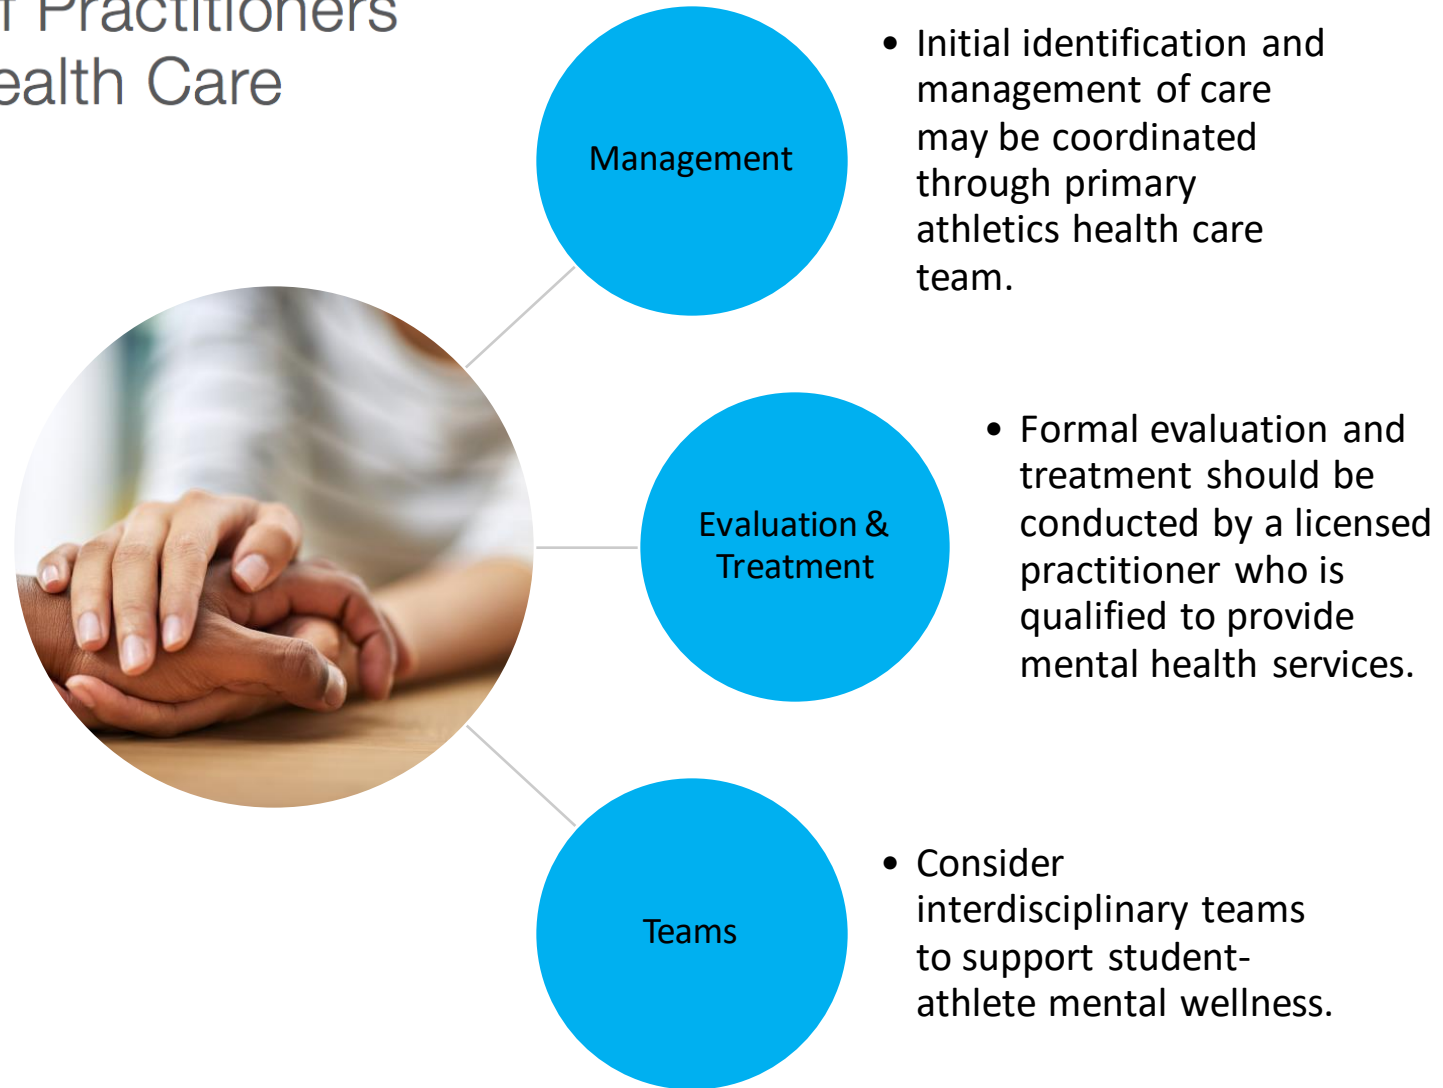 f Practitioners
ealth Care
Management
• Initial identification and
management of care
may be coordinated
through primary
athletics health care
team.
Evaluation &
Treatment
• Formal evaluation and
treatment should be
conducted by a licensed
practitioner who is
qualified to provide
mental health services.
Teams
• Consider
interdisciplinary teams
to support student-
athlete mental wellness.